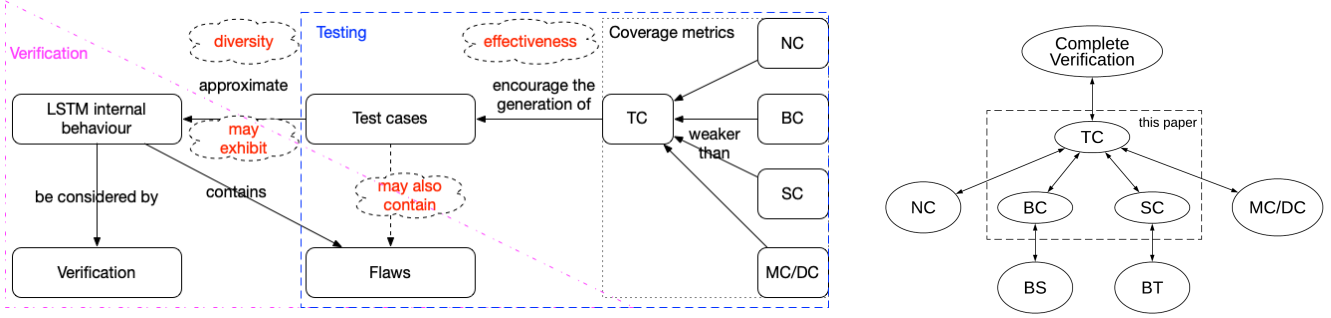 Verification
diversity
Testing
effectiveness
Coverage metrics
NC
approximate
encourage the
generation of
LSTM internal
behaviour
Test cases
TC
BC
may
exhibit
weaker
than
be considered by
contains
may also
contain
SC
Verification
Flaws
MC/DC
Complete
Verification
this paper
TC
NC
BC
SC
MC/DC
BS
BT